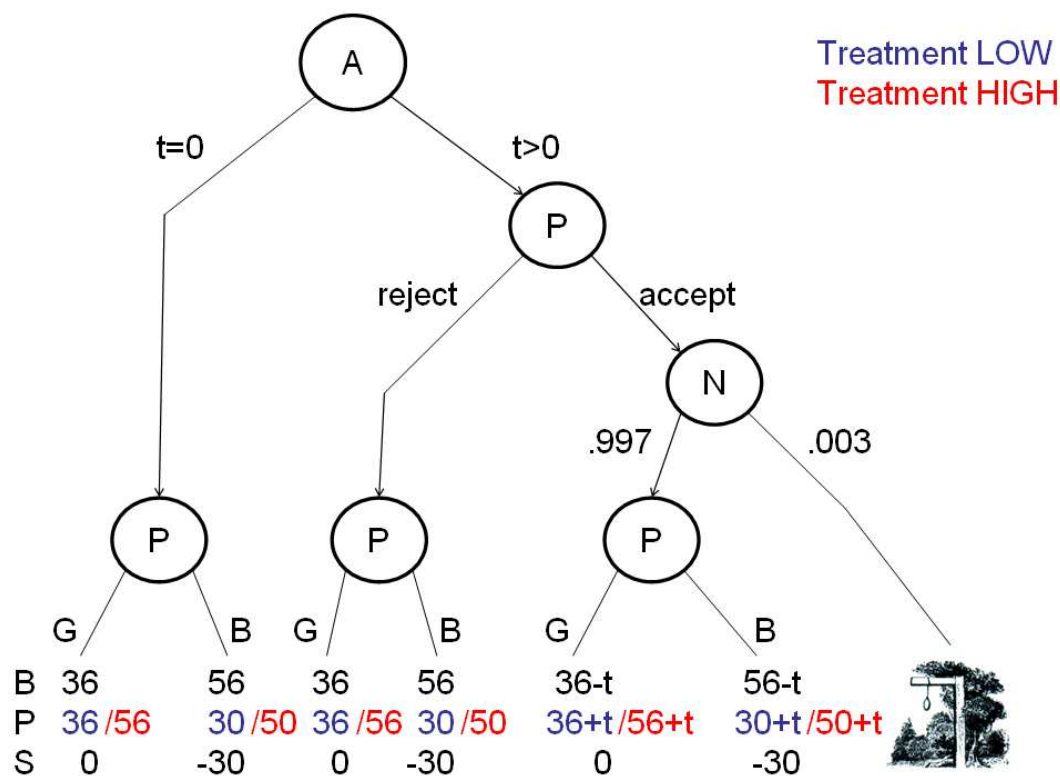 A
Treatment LOW
Treatment HIGH
t=0 t>0
P
reject accept
N
.997 .003
P P P
G B G B G B
B 36 56 36 56 36-t 56-t
P 36 /56 30 /50 36 /56 30 /50 36+t /56+t 30+t /50+t
S 0 -30 0 -30 0 -30